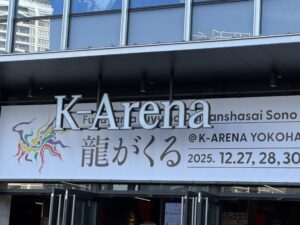 K-Arena
anshasai Sono
龍がくる
@ K-ARENA YOKOHA
2025. 12.27, 28, 30